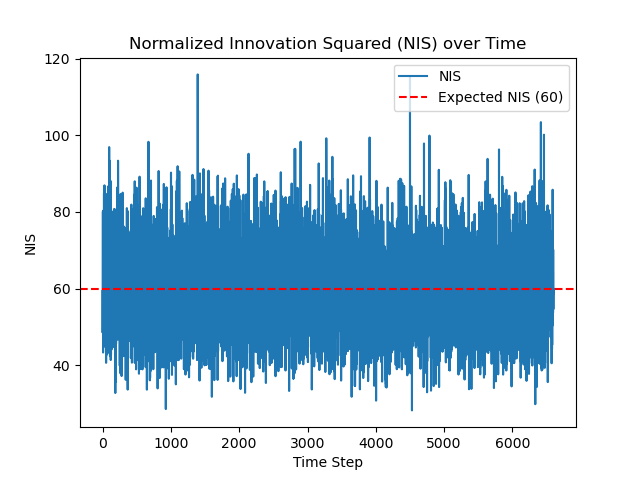 Normalized Innovation Squared (NIS) over Time
NIS
Expected NIS (60)
120
100
80
60
40
NIS
0 1000 2000 3000 4000 5000 6000
Time Step